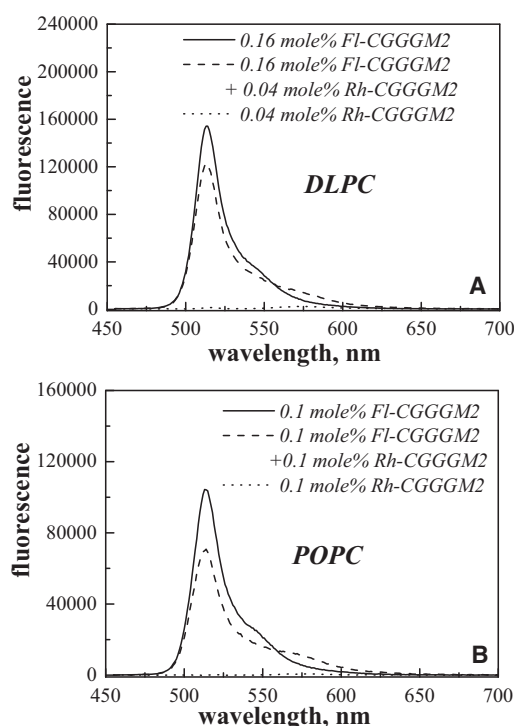 240000
200000
160000
120000
80000
40000
0
fluorescence
0.16 mole% Fl-CGGGM2
0.16 mole% Fl-CGGGM2
+ 0.04 mole% Rh-CGGGM2
0.04 mole% Rh-CGGGM2
DLPC
A
450 500 550 600 650 700
wavelength, nm
160000
120000
80000
40000
0
fluorescence
0.1 mole% Fl-CGGGM2
0.1 mole% Fl-CGGGM2
+0.1 mole% Rh-CGGGM2
0.1 mole% Rh-CGGGM2
POPC
B
450 500 550 600 650 700
wavelength, nm